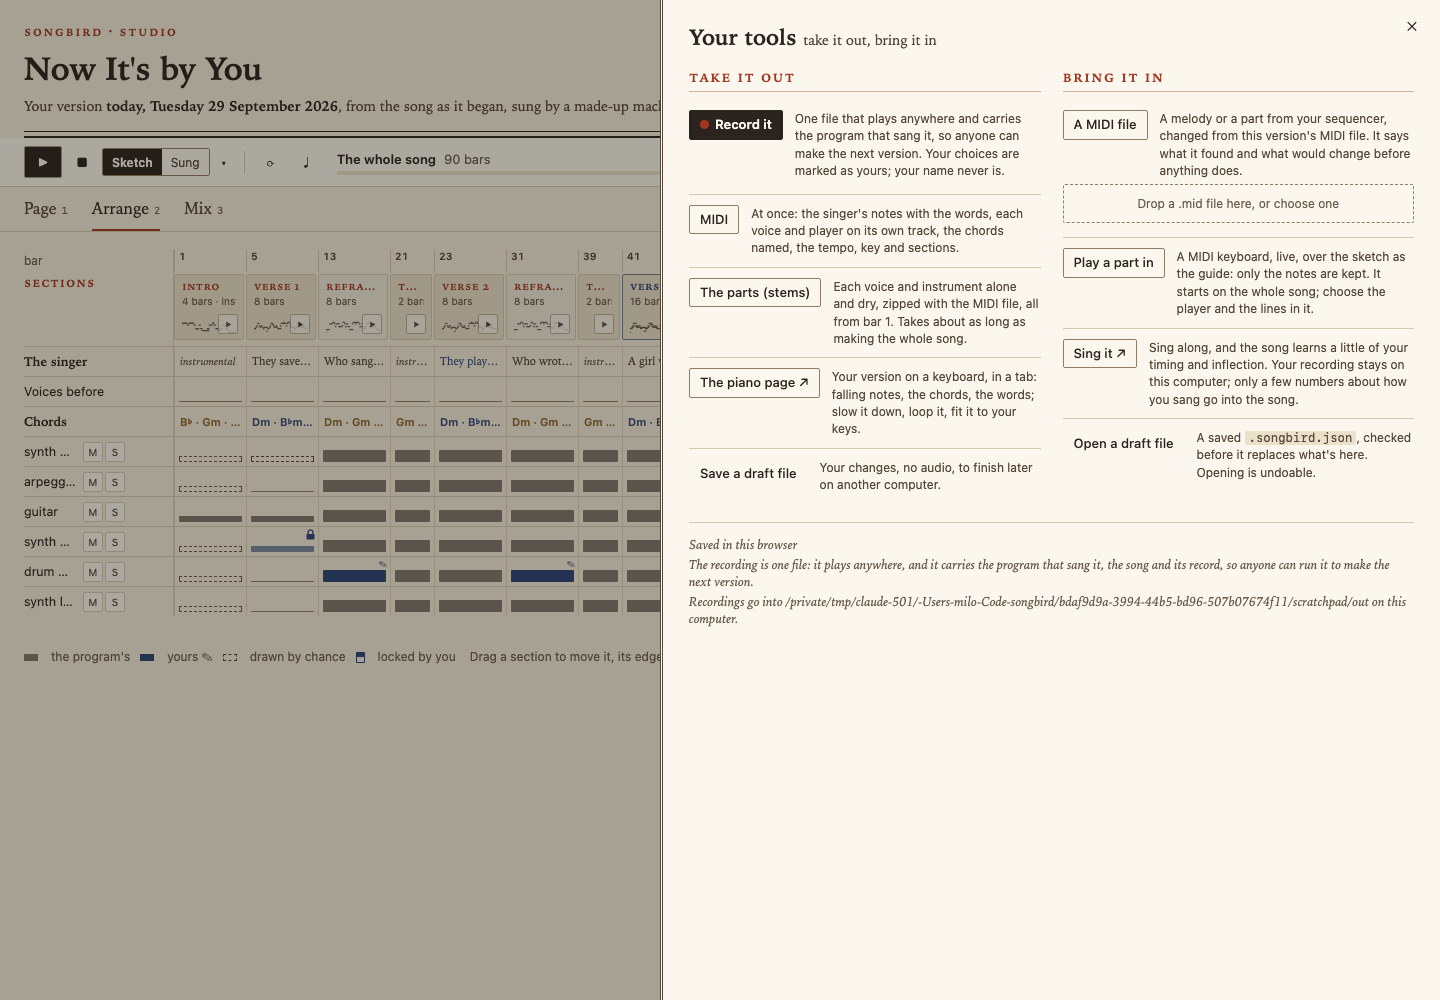 SONGBIRD · STUDIO
Now It's by You
Your version today, Tuesday 29 September 2026, from the song as it began, sung by a made-up
Sketch Sung
The whole song 90 bars
Page 1 Arrange 2 Mix 3
bar 1 5 13 21 23 31 39 41
SECTIONS
INTRO VERSE 1 REFRA... T... VERSE 2 REFRA... T... VERS
4 bars · ins 8 bars 8 bars 2 bar 8 bars 8 bars 2 bar 16 bar
The singer instrumental They save... Who sang... instr... They play... Who wrot... instr... A girl
Voices before
Chords B♭ · Gm · ... Dm · B♭m... Dm · Gm ... Gm ... Dm · B♭m... Dm · Gm ... Gm ... Dm · B
synth ... M S
arpegg... M S
guitar M S
synth ... M S
drum ... M S
synth l... M S
the program's yours drawn by chance locked by you Drag a section to move it, its edge
Your tools take it out, bring it in
×
TAKE IT OUT
Record it
One file that plays anywhere and carries
the program that sang it, so anyone can
make the next version. Your choices are
marked as yours; your name never is.
MIDI
At once: the singer's notes with the words, each
voice and player on its own track, the chords
named, the tempo, key and sections.
The parts (stems)
Each voice and instrument alone
and dry, zipped with the MIDI file, all
from bar 1. Takes about as long as
making the whole song.
The piano page ↗
Your version on a keyboard, in a tab:
falling notes, the chords, the words;
slow it down, loop it, fit it to your
keys.
Save a draft file
Your changes, no audio, to finish later
on another computer.
BRING IT IN
A MIDI file
A melody or a part from your sequencer,
changed from this version's MIDI file. It says
what it found and what would change before
anything does.
Drop a .mid file here, or choose one
Play a part in
A MIDI keyboard, live, over the sketch as
the guide: only the notes are kept. It
starts on the whole song; choose the
player and the lines in it.
Sing it ↗
Sing along, and the song learns a little of your
timing and inflection. Your recording stays on
this computer; only a few numbers about how
you sang go into the song.
Open a draft file
A saved .songbird.json, checked
before it replaces what's here.
Opening is undoable.
Saved in this browser
The recording is one file: it plays anywhere, and it carries the program that sang it, the song and its record, so anyone can run it to make the
next version.
Recordings go into /private/tmp/claude-501/-Users-milo-Code-songbird/bdaf9d9a-3994-44b5-bd96-507b07674f11/scratchpad/out on this
computer.